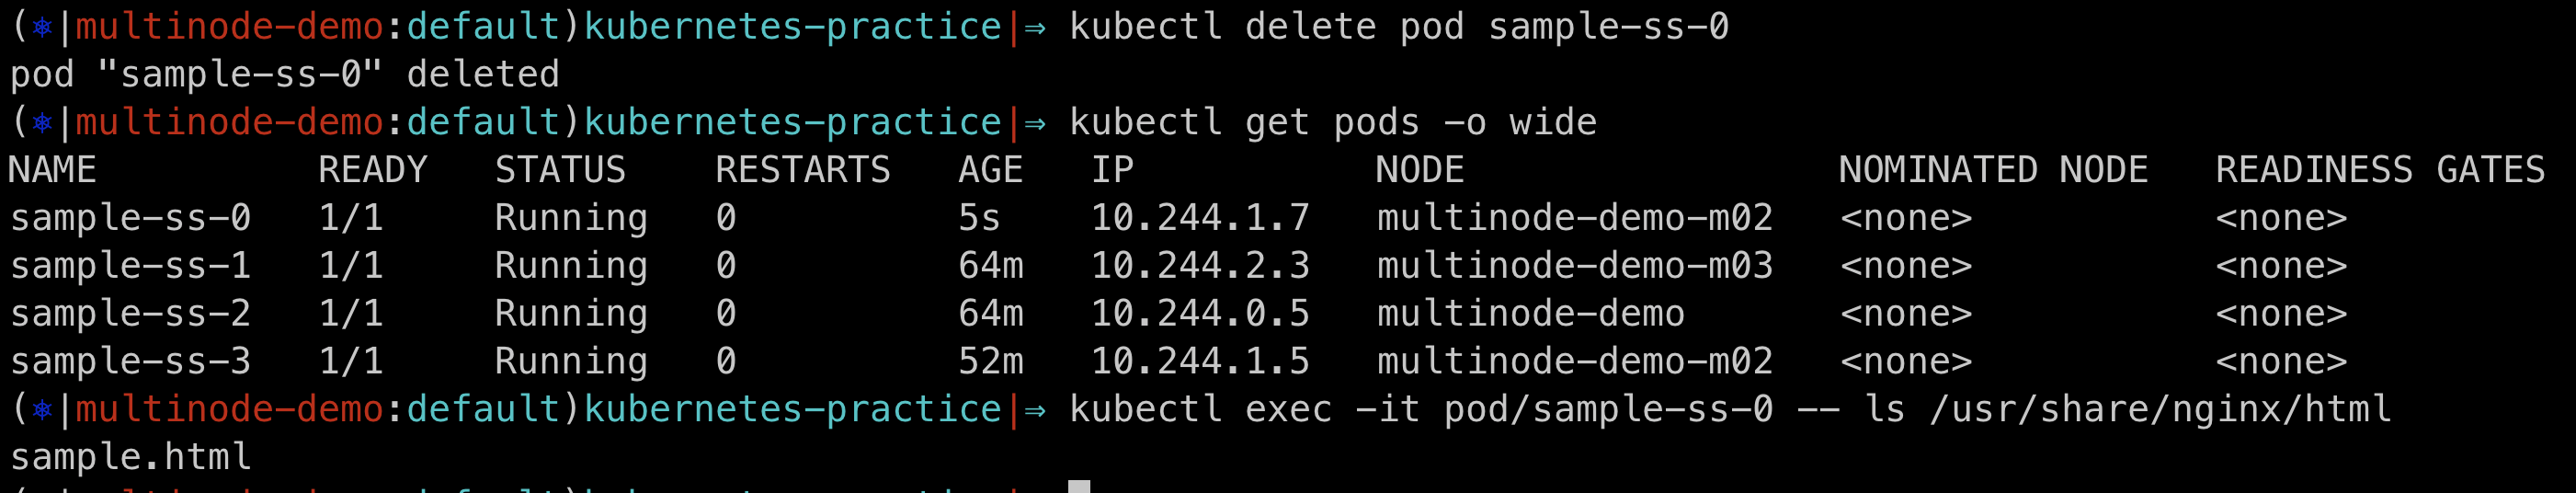 (⎈|multinode-demo:default)kubernetes-practice|⇒ kubectl delete pod sample-ss-0
pod "sample-ss-0" deleted
(⎈|multinode-demo:default)kubernetes-practice|⇒ kubectl get pods -o wide
NAME          READY   STATUS    RESTARTS   AGE   IP           NODE                 NOMINATED NODE   READINESS GATES
sample-ss-0   1/1     Running   0          5s    10.244.1.7   multinode-demo-m02   <none>           <none>
sample-ss-1   1/1     Running   0          64m   10.244.2.3   multinode-demo-m03   <none>           <none>
sample-ss-2   1/1     Running   0          64m   10.244.0.5   multinode-demo       <none>           <none>
sample-ss-3   1/1     Running   0          52m   10.244.1.5   multinode-demo-m02   <none>           <none>
(⎈|multinode-demo:default)kubernetes-practice|⇒ kubectl exec -it pod/sample-ss-0 -- ls /usr/share/nginx/html
sample.html